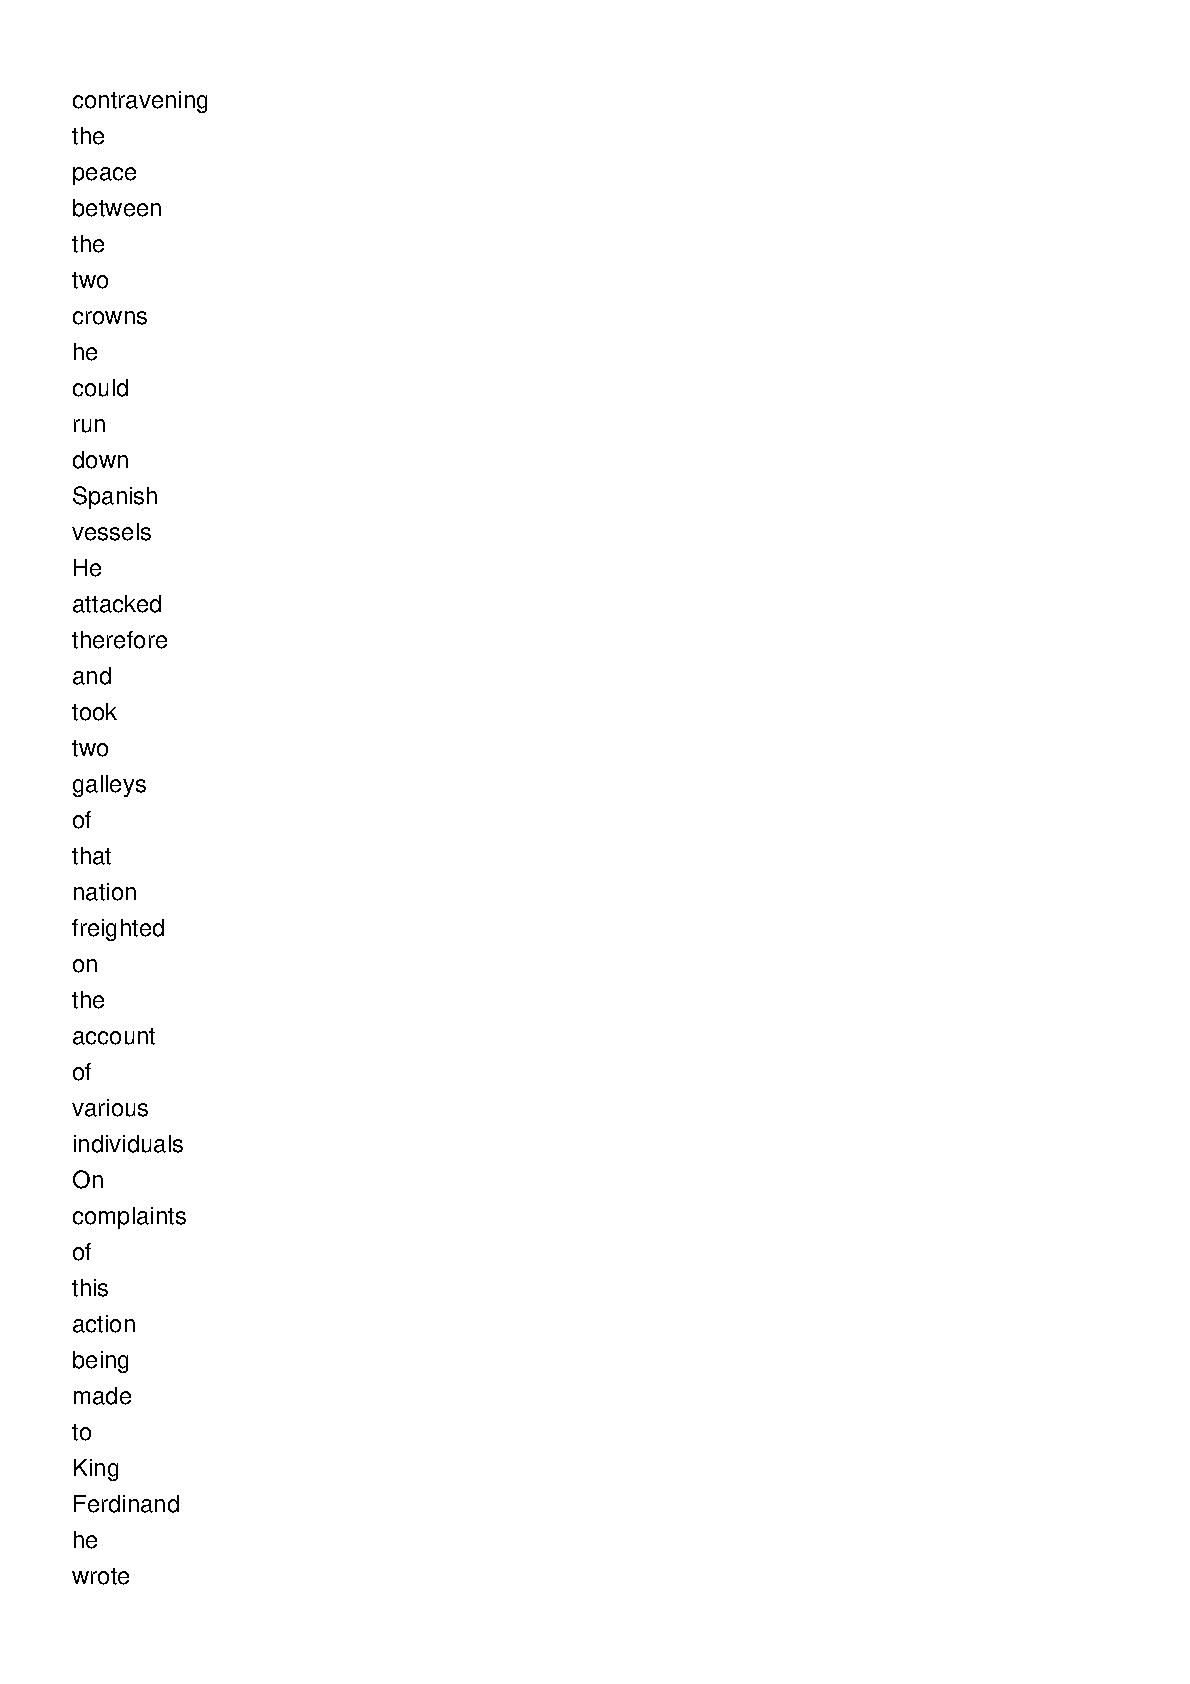 contravening
the
peace
between
the
two
crowns
he
could
run
down
Spanish
vessels
He
attacked
therefore
and
took
two
galleys
of
that
nation
freighted
on
the
account
of
various
individuals
On
complaints
of
this
action
being
made
to
King
Ferdinand
he
wrote